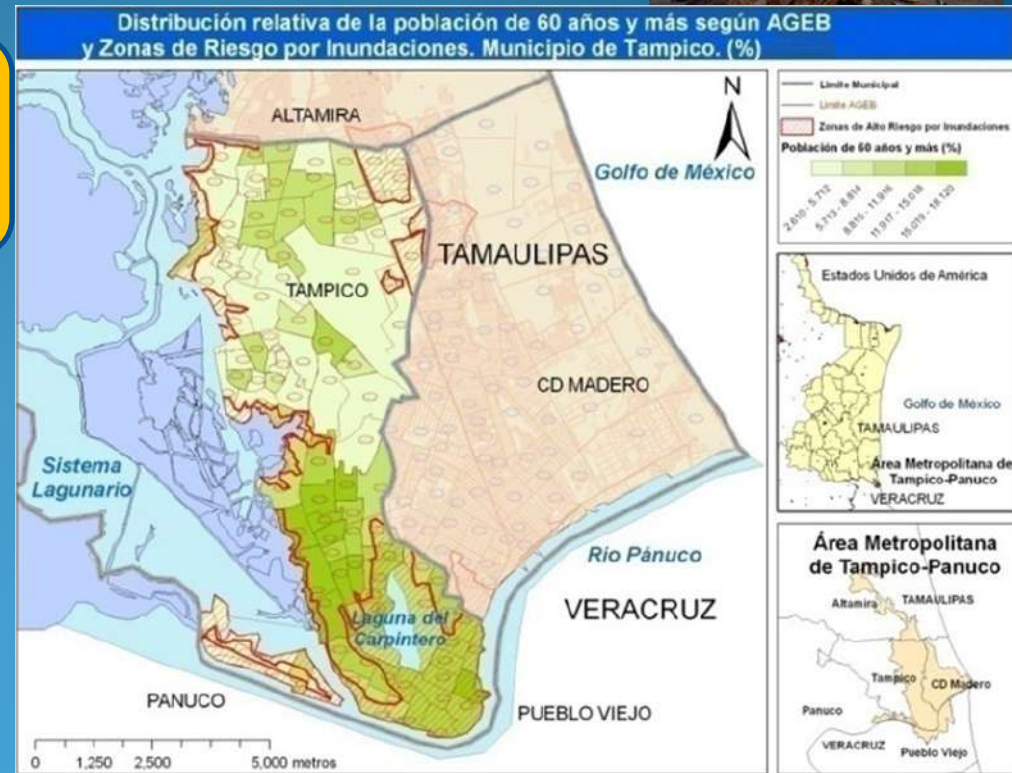 Distribución relativa de la población de 60 años y más según AGEB
y Zonas de Riesgo por Inundaciones. Municipio de Tampico. (%)
ALTAMIRA
N
Golfo de México
TAMAULIPAS
TAMPICO
CD MADERO
Sistema
Lagunario
Río Pánuco
VERACRUZ
Laguna del
Carpintero
PANUCO
PUEBLO VIEJO
0 1,250 2,500 5,000 metros
Limite Municipal
Limite AGEB
Zonas de Alto Riesgo por Inundaciones
Población de 60 años y más (%)
2.610 - 5.712
5.713 - 8.814
8.815 - 11.916
11.917 - 15.018
15.019 - 18.120
Estados Unidos de América
Golfo de México
TAMAULIPAS
Área Metropolitana de
Tampico-Panuco
VERACRUZ
Área Metropolitana
de Tampico-Panuco
Altamira
TAMAULIPAS
Tampico
CD Madero
Panuco
VERACRUZ
Pueblo Viejo